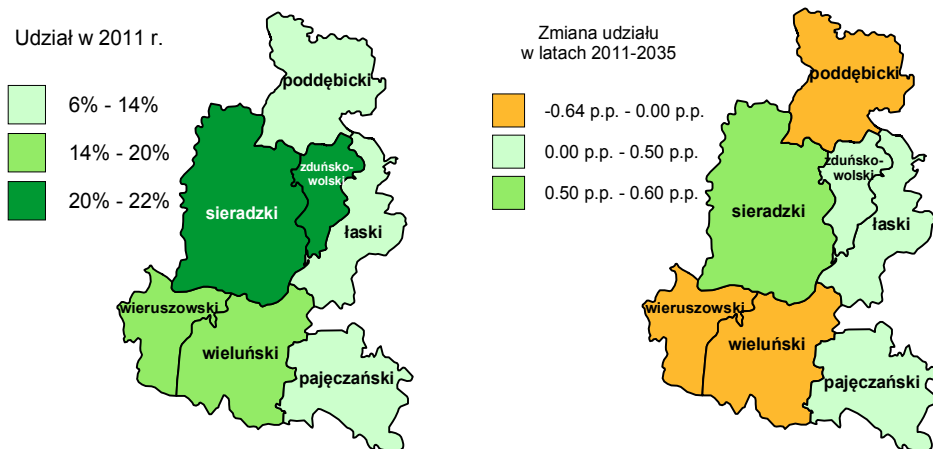 Udział w 2011 r.
6% - 14%
14% - 20%
20% - 22%
poddębicki
zduńsko-
wolski
sieradzki
łaski
wieruszowski
wieluński
pajęczański
Zmiana udziału
w latach 2011-2035
-0.64 p.p. - 0.00 p.p.
0.00 p.p. - 0.50 p.p.
0.50 p.p. - 0.60 p.p.
poddębicki
zduńsko-
wolski
sieradzki
łaski
wieruszowski
wieluński
pajęczański